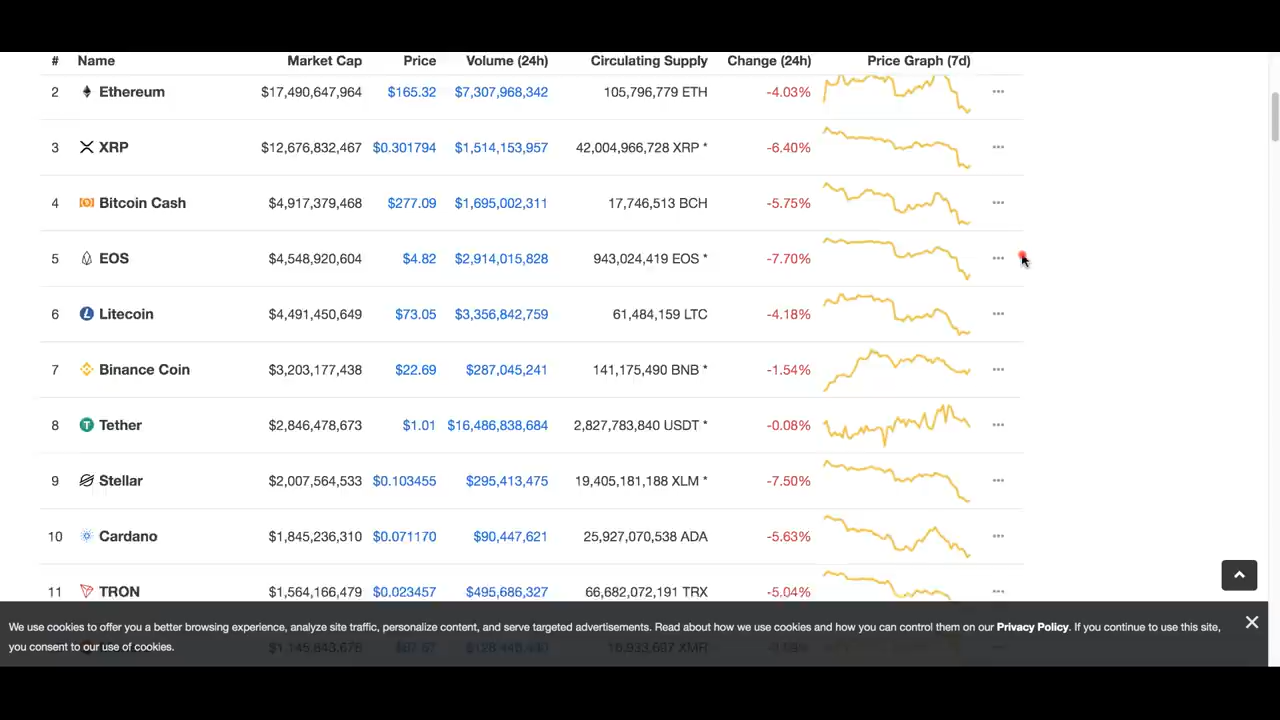 # Name Market Cap Price Volume (24h) Circulating Supply Change (24h) Price Graph (7d)
2 Ethereum $17,490,647,964 $165.32 $7,307,968,342 105,796,779 ETH -4.03%
3 XRP $12,676,832,467 $0.301794 $1,514,153,957 42,004,966,728 XRP * -6.40%
4 Bitcoin Cash $4,917,379,468 $277.09 $1,695,002,311 17,746,513 BCH -5.75%
5 EOS $4,548,920,604 $4.82 $2,914,015,828 943,024,419 EOS * -7.70%
6 Litecoin $4,491,450,649 $73.05 $3,356,842,759 61,484,159 LTC -4.18%
7 Binance Coin $3,203,177,438 $22.69 $287,045,241 141,175,490 BNB * -1.54%
8 Tether $2,846,478,673 $1.01 $16,486,838,684 2,827,783,840 USDT * -0.08%
9 Stellar $2,007,564,533 $0.103455 $295,413,475 19,405,181,188 XLM * -7.50%
10 Cardano $1,845,236,310 $0.071170 $90,447,621 25,927,070,538 ADA -5.63%
11 TRON $1,564,166,479 $0.023457 $495,686,327 66,682,072,191 TRX -5.04%
We use cookies to offer you a better browsing experience, analyze site traffic, personalize content, and serve targeted advertisements. Read about how we use cookies and how you can control them on our Privacy Policy. If you continue to use this site,
you consent to our use of cookies.